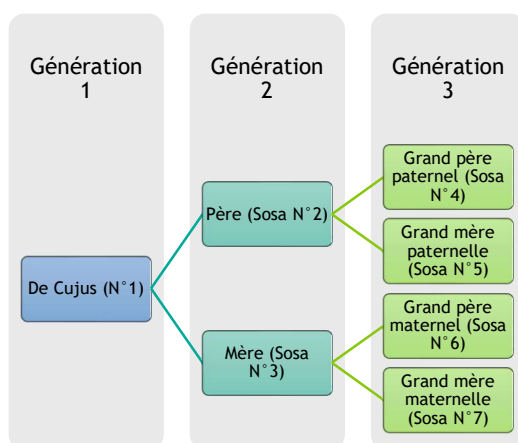 Génération
1
Génération
2
Génération
3
De Cujus (N°1)
Père (Sosa N°2)
Mère (Sosa
N°3)
Grand père
paternel (Sosa
N°4)
Grand mère
paternelle
(Sosa N°5)
Grand père
maternel (Sosa
N°6)
Grand mère
maternelle
(Sosa N°7)